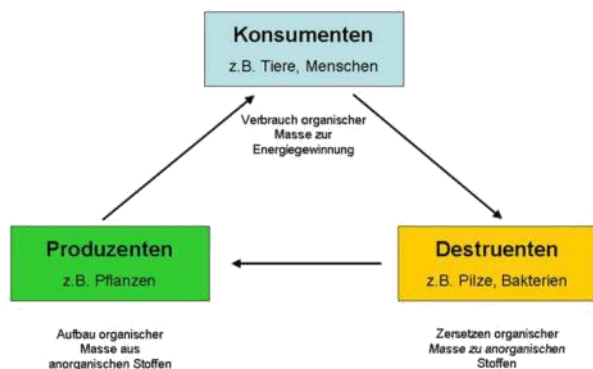 Konsumenten
z.B. Tiere, Menschen
Verbrauch organischer
Masse zur
Energiegewinnung
Produzenten
z.B. Pflanzen
Destruenten
z.B. Pilze, Bakterien
Aufbau organischer
Masse aus
anorganischen Stoffen
Zersetzen organischer
Masse zu anorganischen
Stoffen